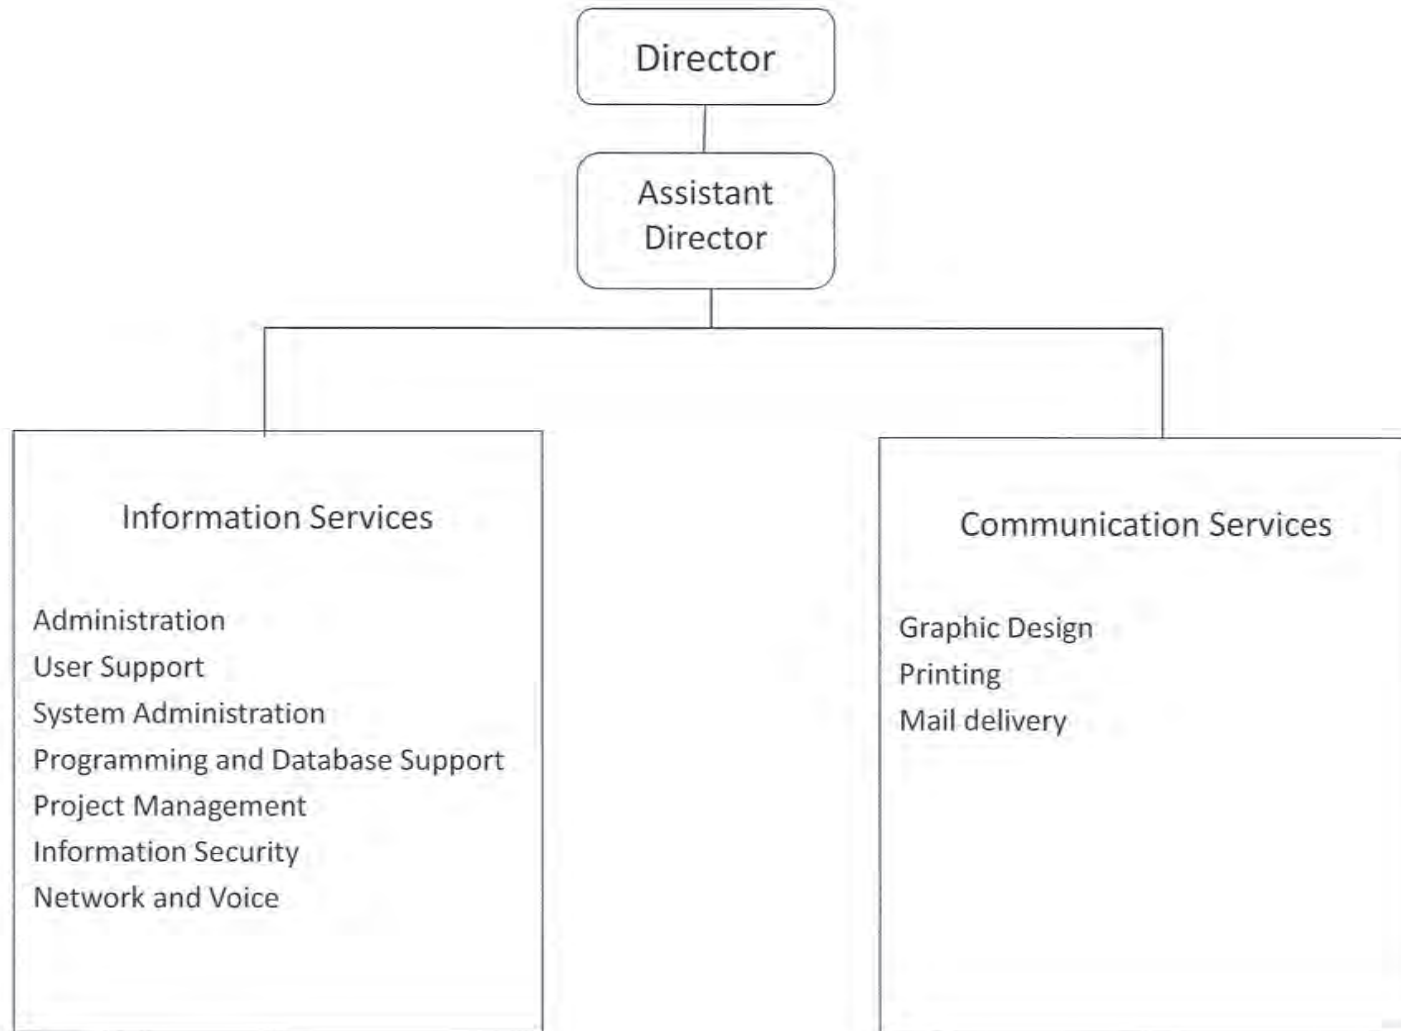 Director
Assistant
Director
Information Services
Administration
User Support
System Administration
Programming and Database Support
Project Management
Information Security
Network and Voice
Communication Services
Graphic Design
Printing
Mail delivery